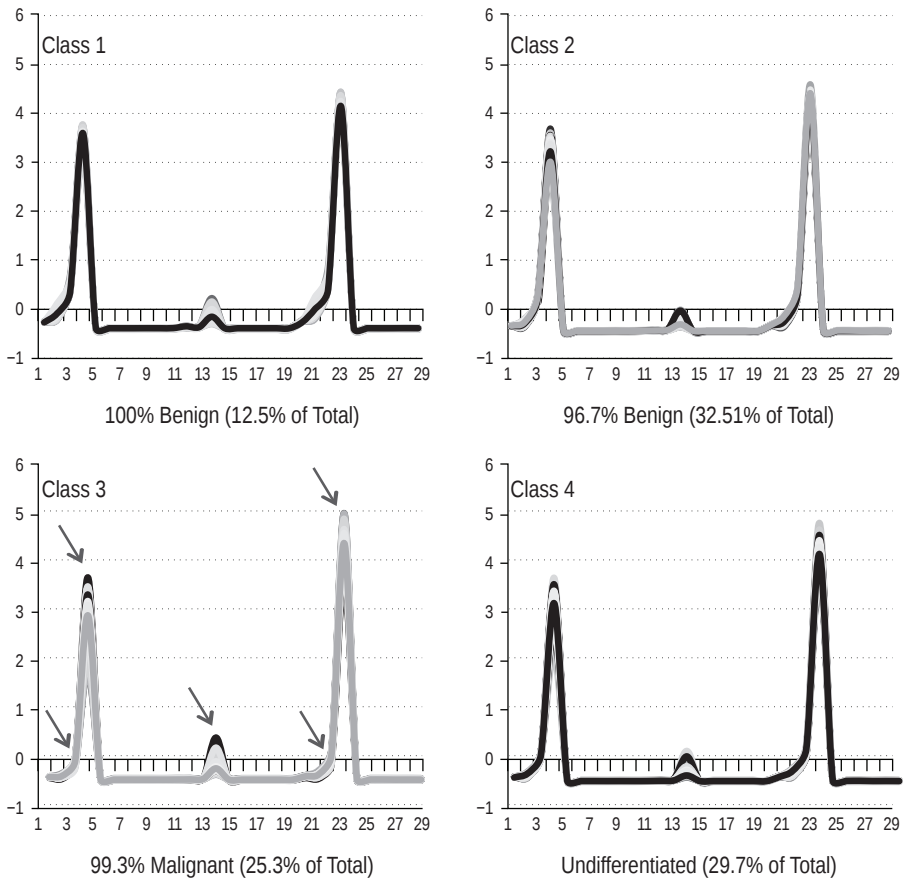 6
Class 1
5
4
3
2
1
0
−1
1 3 5 7 9 11 13 15 17 19 21 23 25 27 29
100% Benign (12.5% of Total)
6
Class 2
5
4
3
2
1
0
−1
1 3 5 7 9 11 13 15 17 19 21 23 25 27 29
96.7% Benign (32.51% of Total)
6
Class 3
5
4
3
2
1
0
−1
1 3 5 7 9 11 13 15 17 19 21 23 25 27 29
99.3% Malignant (25.3% of Total)
6
Class 4
5
4
3
2
1
0
−1
1 3 5 7 9 11 13 15 17 19 21 23 25 27 29
Undifferentiated (29.7% of Total)